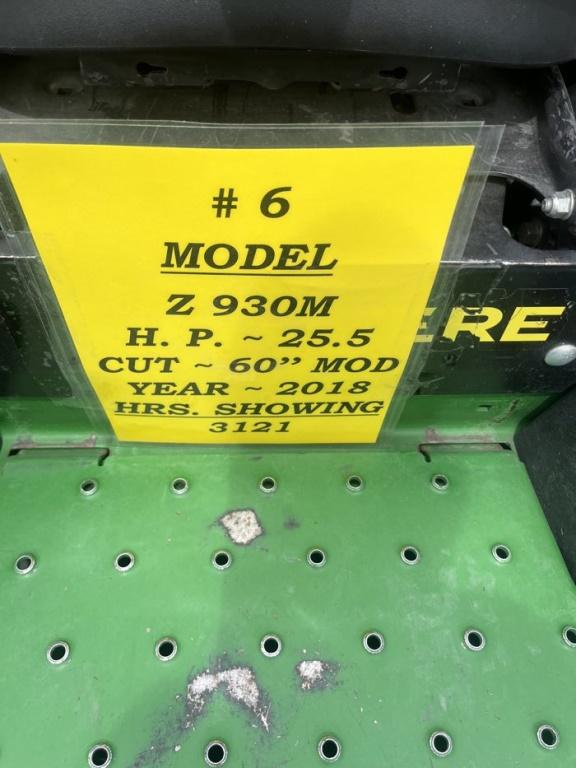 # 6
MODEL
Z 930M
H. P. ~ 25.5
CUT ~ 60” MOD
YEAR ~ 2018
HRS. SHOWING
3121
ERE